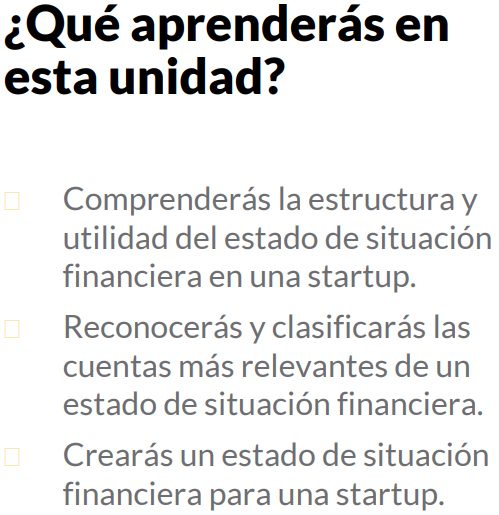 ¿Qué aprenderás en
esta unidad?
Comprenderás la estructura y
utilidad del estado de situación
financiera en una startup.
Reconocerás y clasificarás las
cuentas más relevantes de un
estado de situación financiera.
Crearás un estado de situación
financiera para una startup.